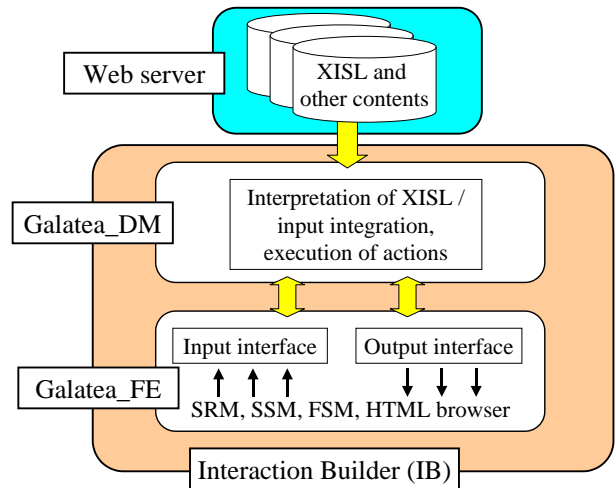 Web server
XISL and
other contents
Galatea_DM
Interpretation of XISL /
input integration,
execution of actions
Galatea_FE
Input interface
Output interface
SRM, SSM, FSM, HTML browser
Interaction Builder (IB)